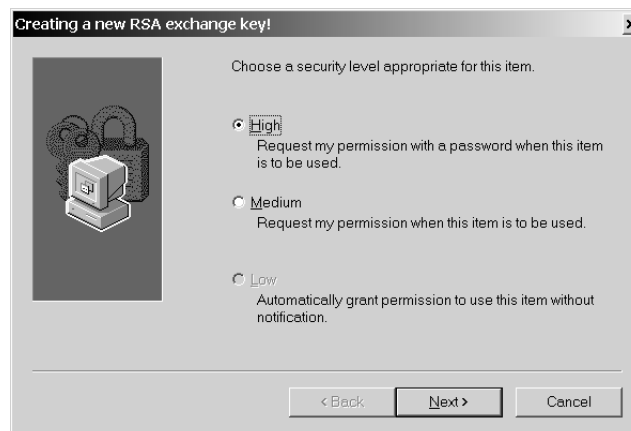 Creating a new RSA exchange key!
Choose a security level appropriate for this item.
High
Request my permission with a password when this item
is to be used.
Medium
Request my permission when this item is to be used.
Low
Automatically grant permission to use this item without
notification.
< Back
Next >
Cancel